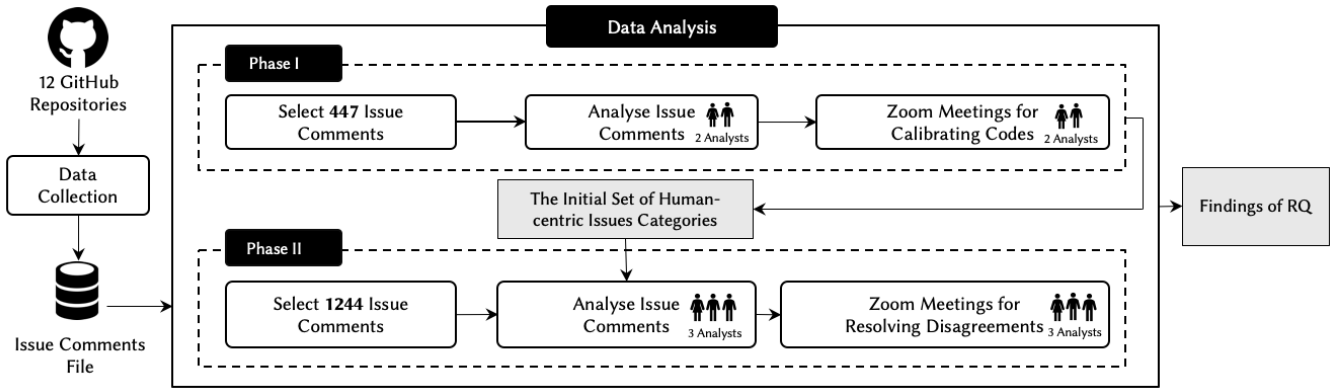 12 GitHub
Repositories
Data
Collection
Issue Comments
File
Data Analysis
Phase I
Select 447 Issue
Comments
Analyse Issue
Comments
2 Analysts
Zoom Meetings for
Calibrating Codes
2 Analysts
The Initial Set of Human-
centric Issues Categories
Phase II
Select 1244 Issue
Comments
Analyse Issue
Comments
3 Analysts
Zoom Meetings for
Resolving Disagreements
3 Analysts
Findings of RQ